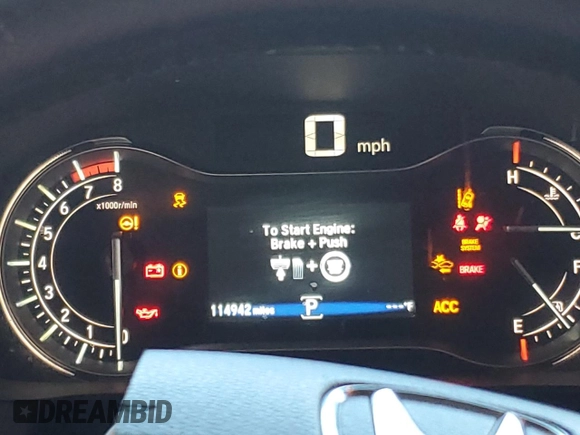 0 mph
H
8
7
6
5
4
3
2
1
0
x1000r/min
To Start Engine:
Brake + Push
BRAKE
SYSTEM
BRAKE
C
F
114942 miles
P
---°F
ACC
E
DREAMBID